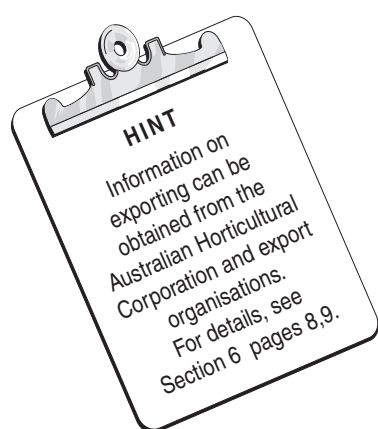 HINT
Information on
exporting can be
obtained from the
Australian Horticultural
Corporation and export
organisations.
For details, see
Section 6 pages 8,9.